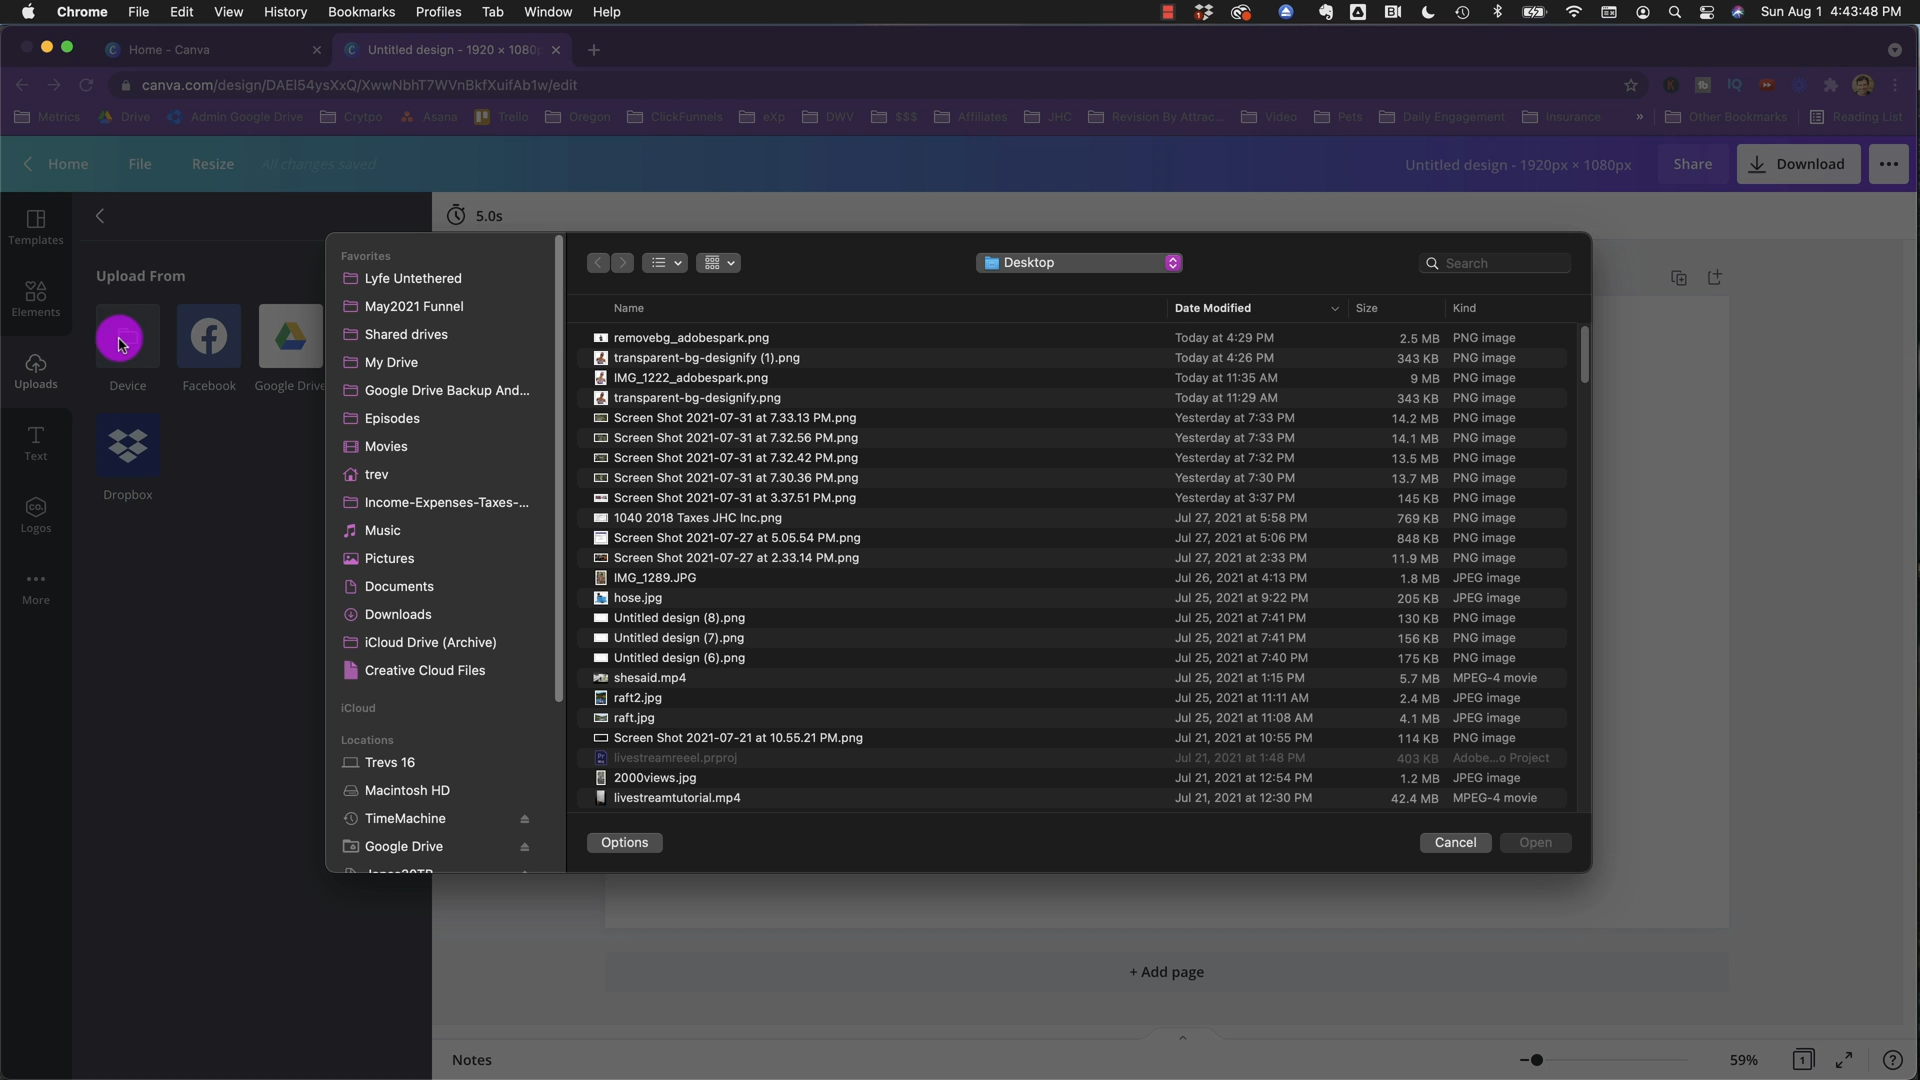 Chrome File Edit View History Bookmarks Profiles Tab Window Help Sun Aug 1 4:43:48 PM
Home - Canva Untitled design - 1920 × 1080
canva.com/design/DAEl54ysXxQ/XwwNbhT7WVnBkfXuifAb1w/edit
Metrics Drive Admin Google Drive Crytpo Asana Trello Oregon ClickFunnels eXp DWV $$$ Affiliates JHC Revision By Attrac... Video Pets Daily Engagement Insurance » Other Bookmarks Reading List
Home File Resize All changes saved Untitled design - 1920px × 1080px Share Download
Templates
Elements
Uploads
Text
Logos
More
5.0s
Upload From
Device Facebook Google Drive
Dropbox
Favorites
Lyfe Untethered
May2021 Funnel
Shared drives
My Drive
Google Drive Backup And...
Episodes
Movies
trev
Income-Expenses-Taxes-...
Music
Pictures
Documents
Downloads
iCloud Drive (Archive)
Creative Cloud Files
iCloud
Locations
Trevs 16
Macintosh HD
TimeMachine
Google Drive
Desktop Search
Name Date Modified Size Kind
removebg_adobespark.png Today at 4:29 PM 2.5 MB PNG image
transparent-bg-designify (1).png Today at 4:26 PM 343 KB PNG image
IMG_1222_adobespark.png Today at 11:35 AM 9 MB PNG image
transparent-bg-designify.png Today at 11:29 AM 343 KB PNG image
Screen Shot 2021-07-31 at 7.33.13 PM.png Yesterday at 7:33 PM 14.2 MB PNG image
Screen Shot 2021-07-31 at 7.32.56 PM.png Yesterday at 7:33 PM 14.1 MB PNG image
Screen Shot 2021-07-31 at 7.32.42 PM.png Yesterday at 7:32 PM 13.5 MB PNG image
Screen Shot 2021-07-31 at 7.30.36 PM.png Yesterday at 7:30 PM 13.7 MB PNG image
Screen Shot 2021-07-31 at 3.37.51 PM.png Yesterday at 3:37 PM 145 KB PNG image
1040 2018 Taxes JHC Inc.png Jul 27, 2021 at 5:58 PM 769 KB PNG image
Screen Shot 2021-07-27 at 5.05.54 PM.png Jul 27, 2021 at 5:06 PM 848 KB PNG image
Screen Shot 2021-07-27 at 2.33.14 PM.png Jul 27, 2021 at 2:33 PM 11.9 MB PNG image
IMG_1289.JPG Jul 26, 2021 at 4:13 PM 1.8 MB JPEG image
hose.jpg Jul 25, 2021 at 9:22 PM 205 KB JPEG image
Untitled design (8).png Jul 25, 2021 at 7:41 PM 130 KB PNG image
Untitled design (7).png Jul 25, 2021 at 7:41 PM 156 KB PNG image
Untitled design (6).png Jul 25, 2021 at 7:40 PM 175 KB PNG image
shesaid.mp4 Jul 25, 2021 at 1:15 PM 5.7 MB MPEG-4 movie
raft2.jpg Jul 25, 2021 at 11:11 AM 2.4 MB JPEG image
raft.jpg Jul 25, 2021 at 11:08 AM 4.1 MB JPEG image
Screen Shot 2021-07-21 at 10.55.21 PM.png Jul 21, 2021 at 10:55 PM 114 KB PNG image
livestreamreeel.prproj Jul 21, 2021 at 1:48 PM 403 KB Adobe...o Project
2000views.jpg Jul 21, 2021 at 12:54 PM 1.2 MB JPEG image
livestreamtutorial.mp4 Jul 21, 2021 at 12:30 PM 42.4 MB MPEG-4 movie
Options Cancel Open
+ Add page
Notes 59% 1